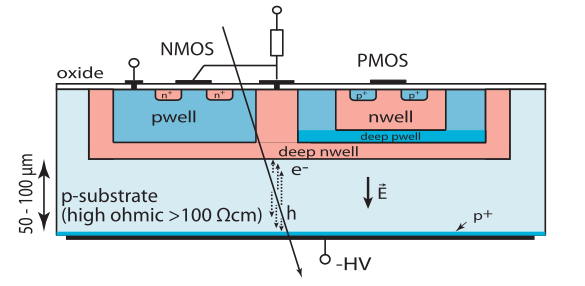 NMOS
PMOS
oxide
n+
n+
p+
p+
pwell
nwell
deep pwell
deep nwell
e-
50 - 100 µm
p-substrate
(high ohmic >100 Ωcm)
h
E⃗
p+
-HV